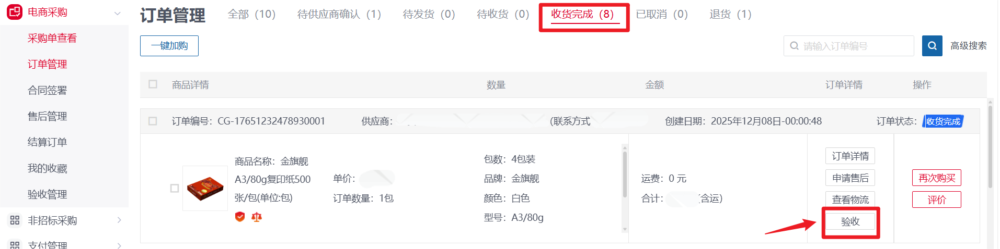 电商采购
采购单查看
订单管理
合同签署
售后管理
结算订单
我的收藏
验收管理
非招标采购
支付管理
订单管理 全部（10） 待供应商确认（1） 待发货（0） 待收货（0） 收货完成（8） 已取消（0） 退货（1）
一键加购 请输入订单编号 高级搜索
商品详情 数量 金额 订单详情 操作
订单编号：CG-17651232478930001 供应商： (联系方式 创建日期：2025年12月08日-00:00:48 订单状态： 收货完成
商品名称：金旗舰
A3/80g复印纸500
张/包(单位:包)
单价：
订单数量：1包
包数：4包装
品牌：金旗舰
颜色：白色
型号：A3/80g
运费：0 元
合计： (含运)
订单详情
申请售后
查看物流
验收
再次购买
评价